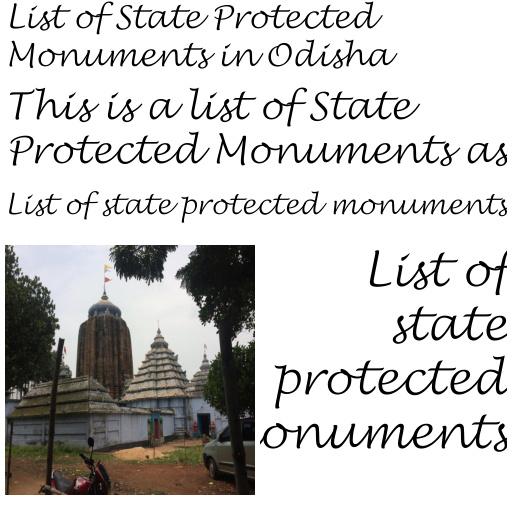 List of State Protected
Monuments in Odisha
This is a list of State
Protected Monuments as
List of state protected monuments
List of
state
protected
onuments